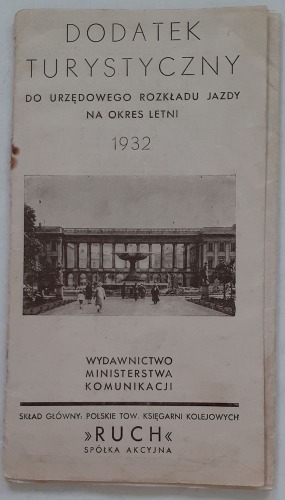 DODATEK
TURYSTYCZNY
DO URZĘDOWEGO ROZKŁADU JAZDY
NA OKRES LETNI
1932
WYDAWNICTWO
MINISTERSTWA
KOMUNIKACJI
SKŁAD GŁÓWNY: POLSKIE TOW. KSIĘGARNI KOLEJOWYCH
»RUCH«
SPÓŁKA AKCYJNA